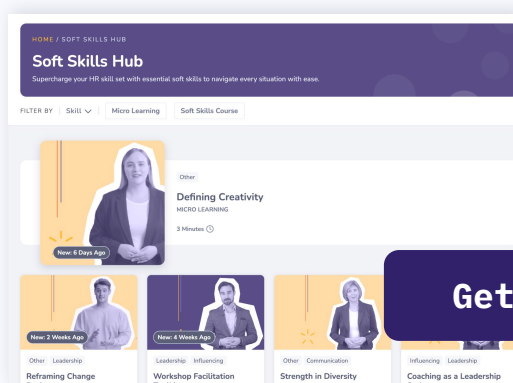 HOME / SOFT SKILLS HUB
Soft Skills Hub
Supercharge your HR skill set with essential soft skills to navigate every situation with ease.
FILTER BY Skill Micro Learning Soft Skills Course
Other
Defining Creativity
MICRO LEARNING
3 Minutes
New: 6 Days Ago
Get
New: 2 Weeks Ago New: 4 Weeks Ago
Other Leadership Leadership Influencing Other Communication Influencing Leadership
Reframing Change Workshop Facilitation Strength in Diversity Coaching as a Leadership